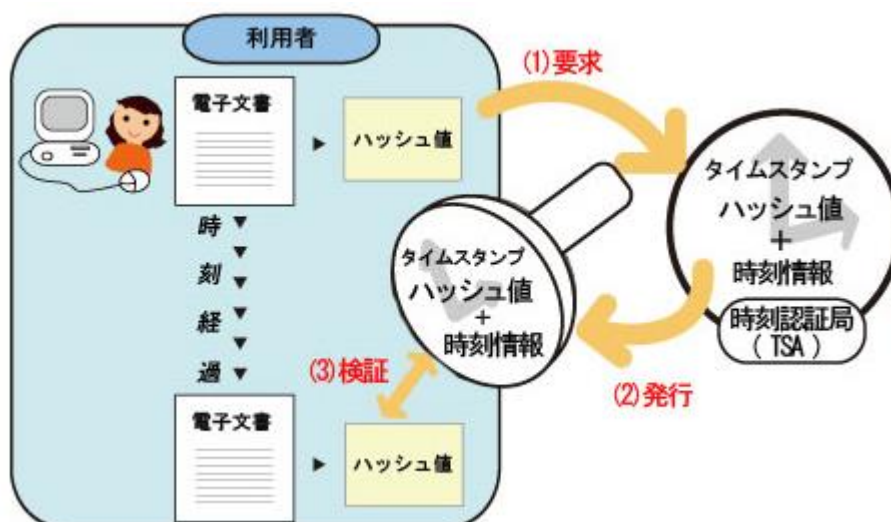 利用者
電子文書
ハッシュ値
(1)要求
タイムスタンプ
ハッシュ値
+
時刻情報
時刻認証局
(TSA)
(2)発行
タイムスタンプ
ハッシュ値
+
時刻情報
時
刻
経
過
(3)検証
電子文書
ハッシュ値